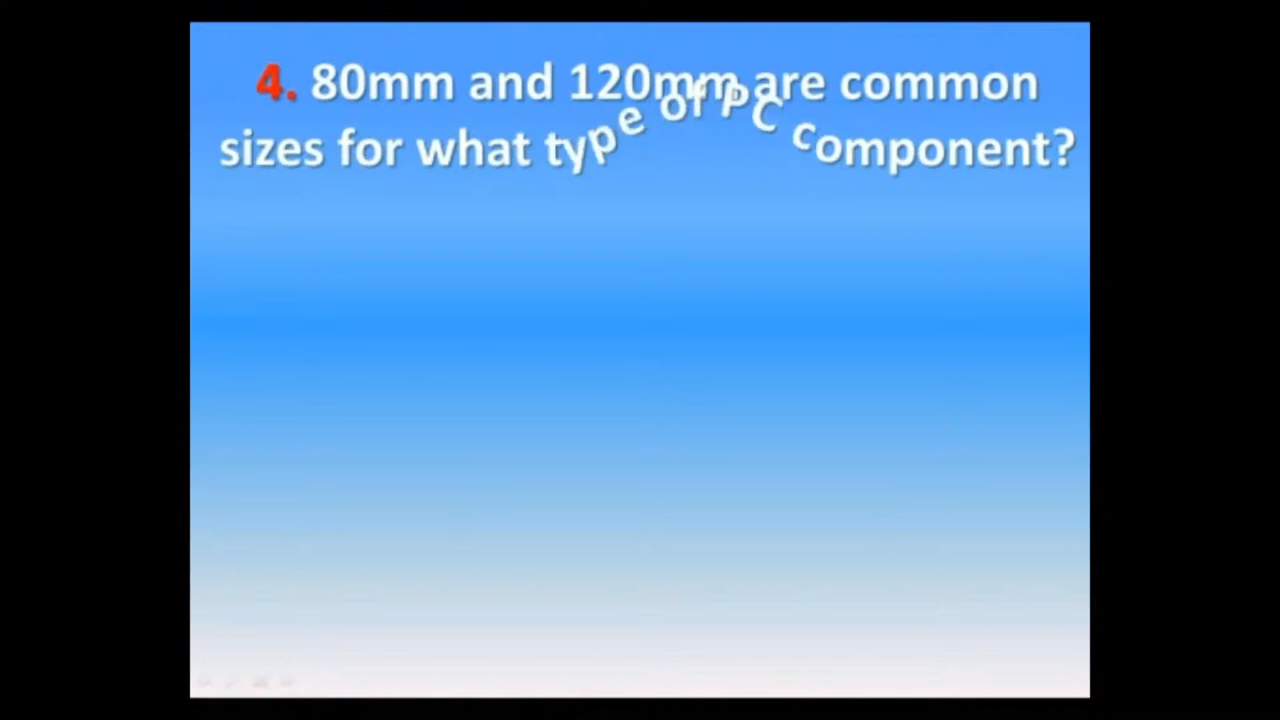 4. 80mm and 120mm are common
sizes for what type of PC component?